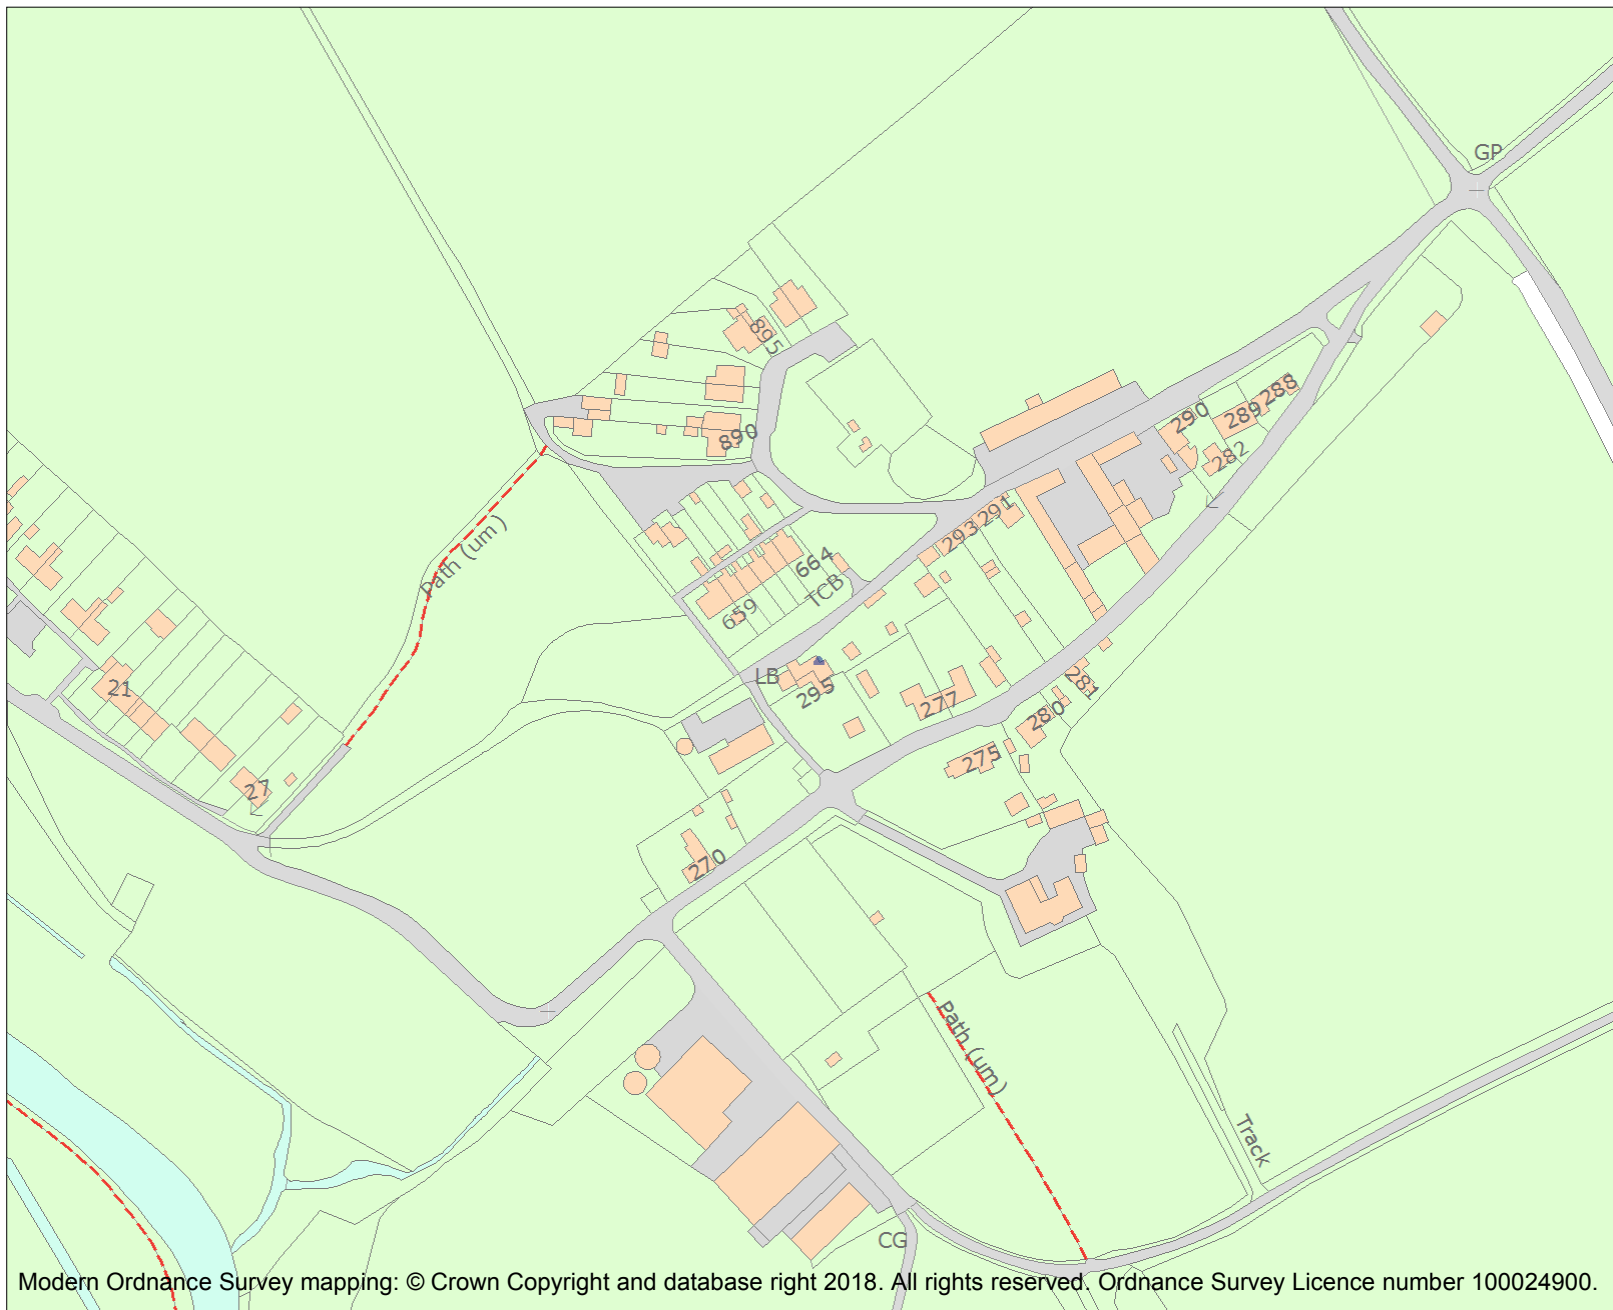 GP
895
890
290
289
288
282
291
293
664
TCB
659
Path (um)
LB
295
277
281
280
275
21
27
270
Path (um)
Track
CG
Modern Ordnance Survey mapping: © Crown Copyright and database right 2018. All rights reserved. Ordnance Survey Licence number 100024900.